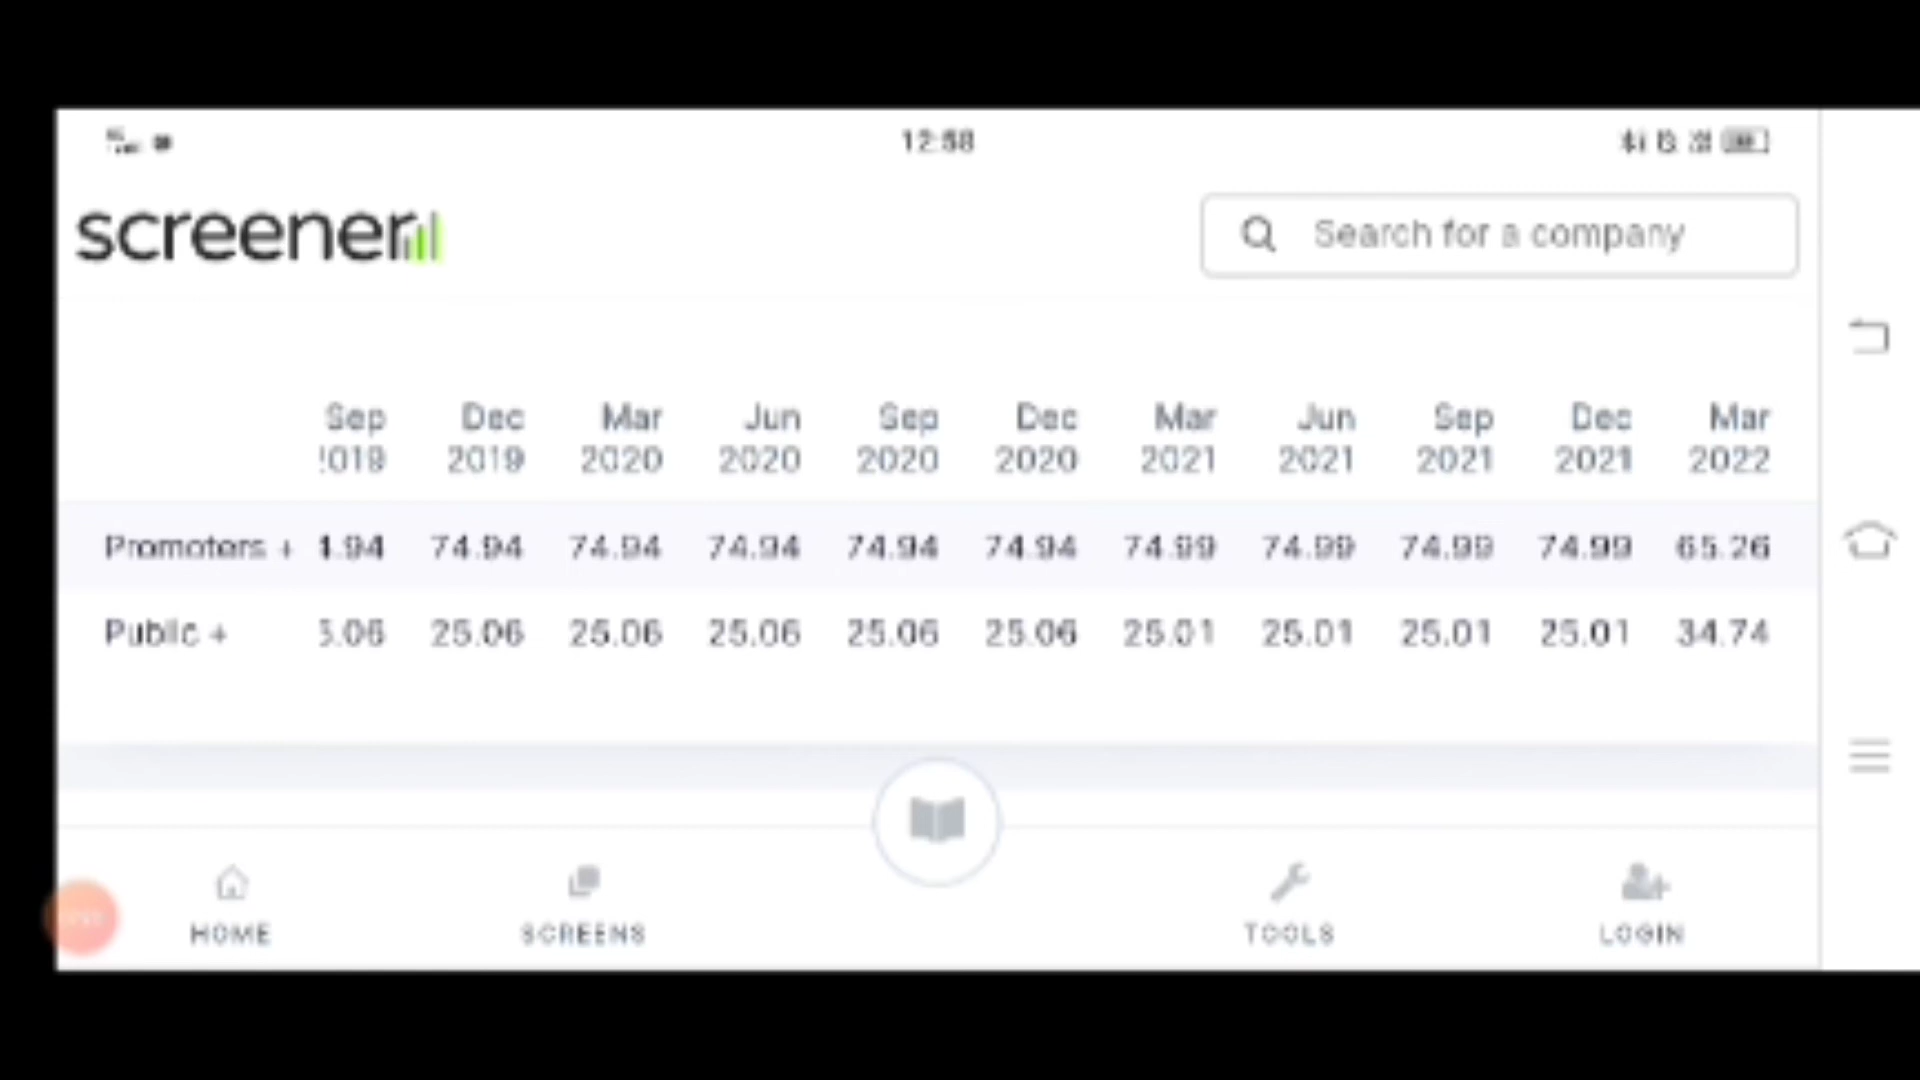 12:58
screener
Search for a company
Sep Dec Mar Jun Sep Dec Mar Jun Sep Dec Mar
2019 2020 2020 2020 2020 2021 2021 2021 2021 2022
Promoters + 74.94 74.94 74.94 74.94 74.94 74.99 74.99 74.99 74.99 65.26
Public + 5.06 25.06 25.06 25.06 25.06 25.06 25.01 25.01 25.01 25.01 34.74
HOME SCREENS TOOLS LOGIN